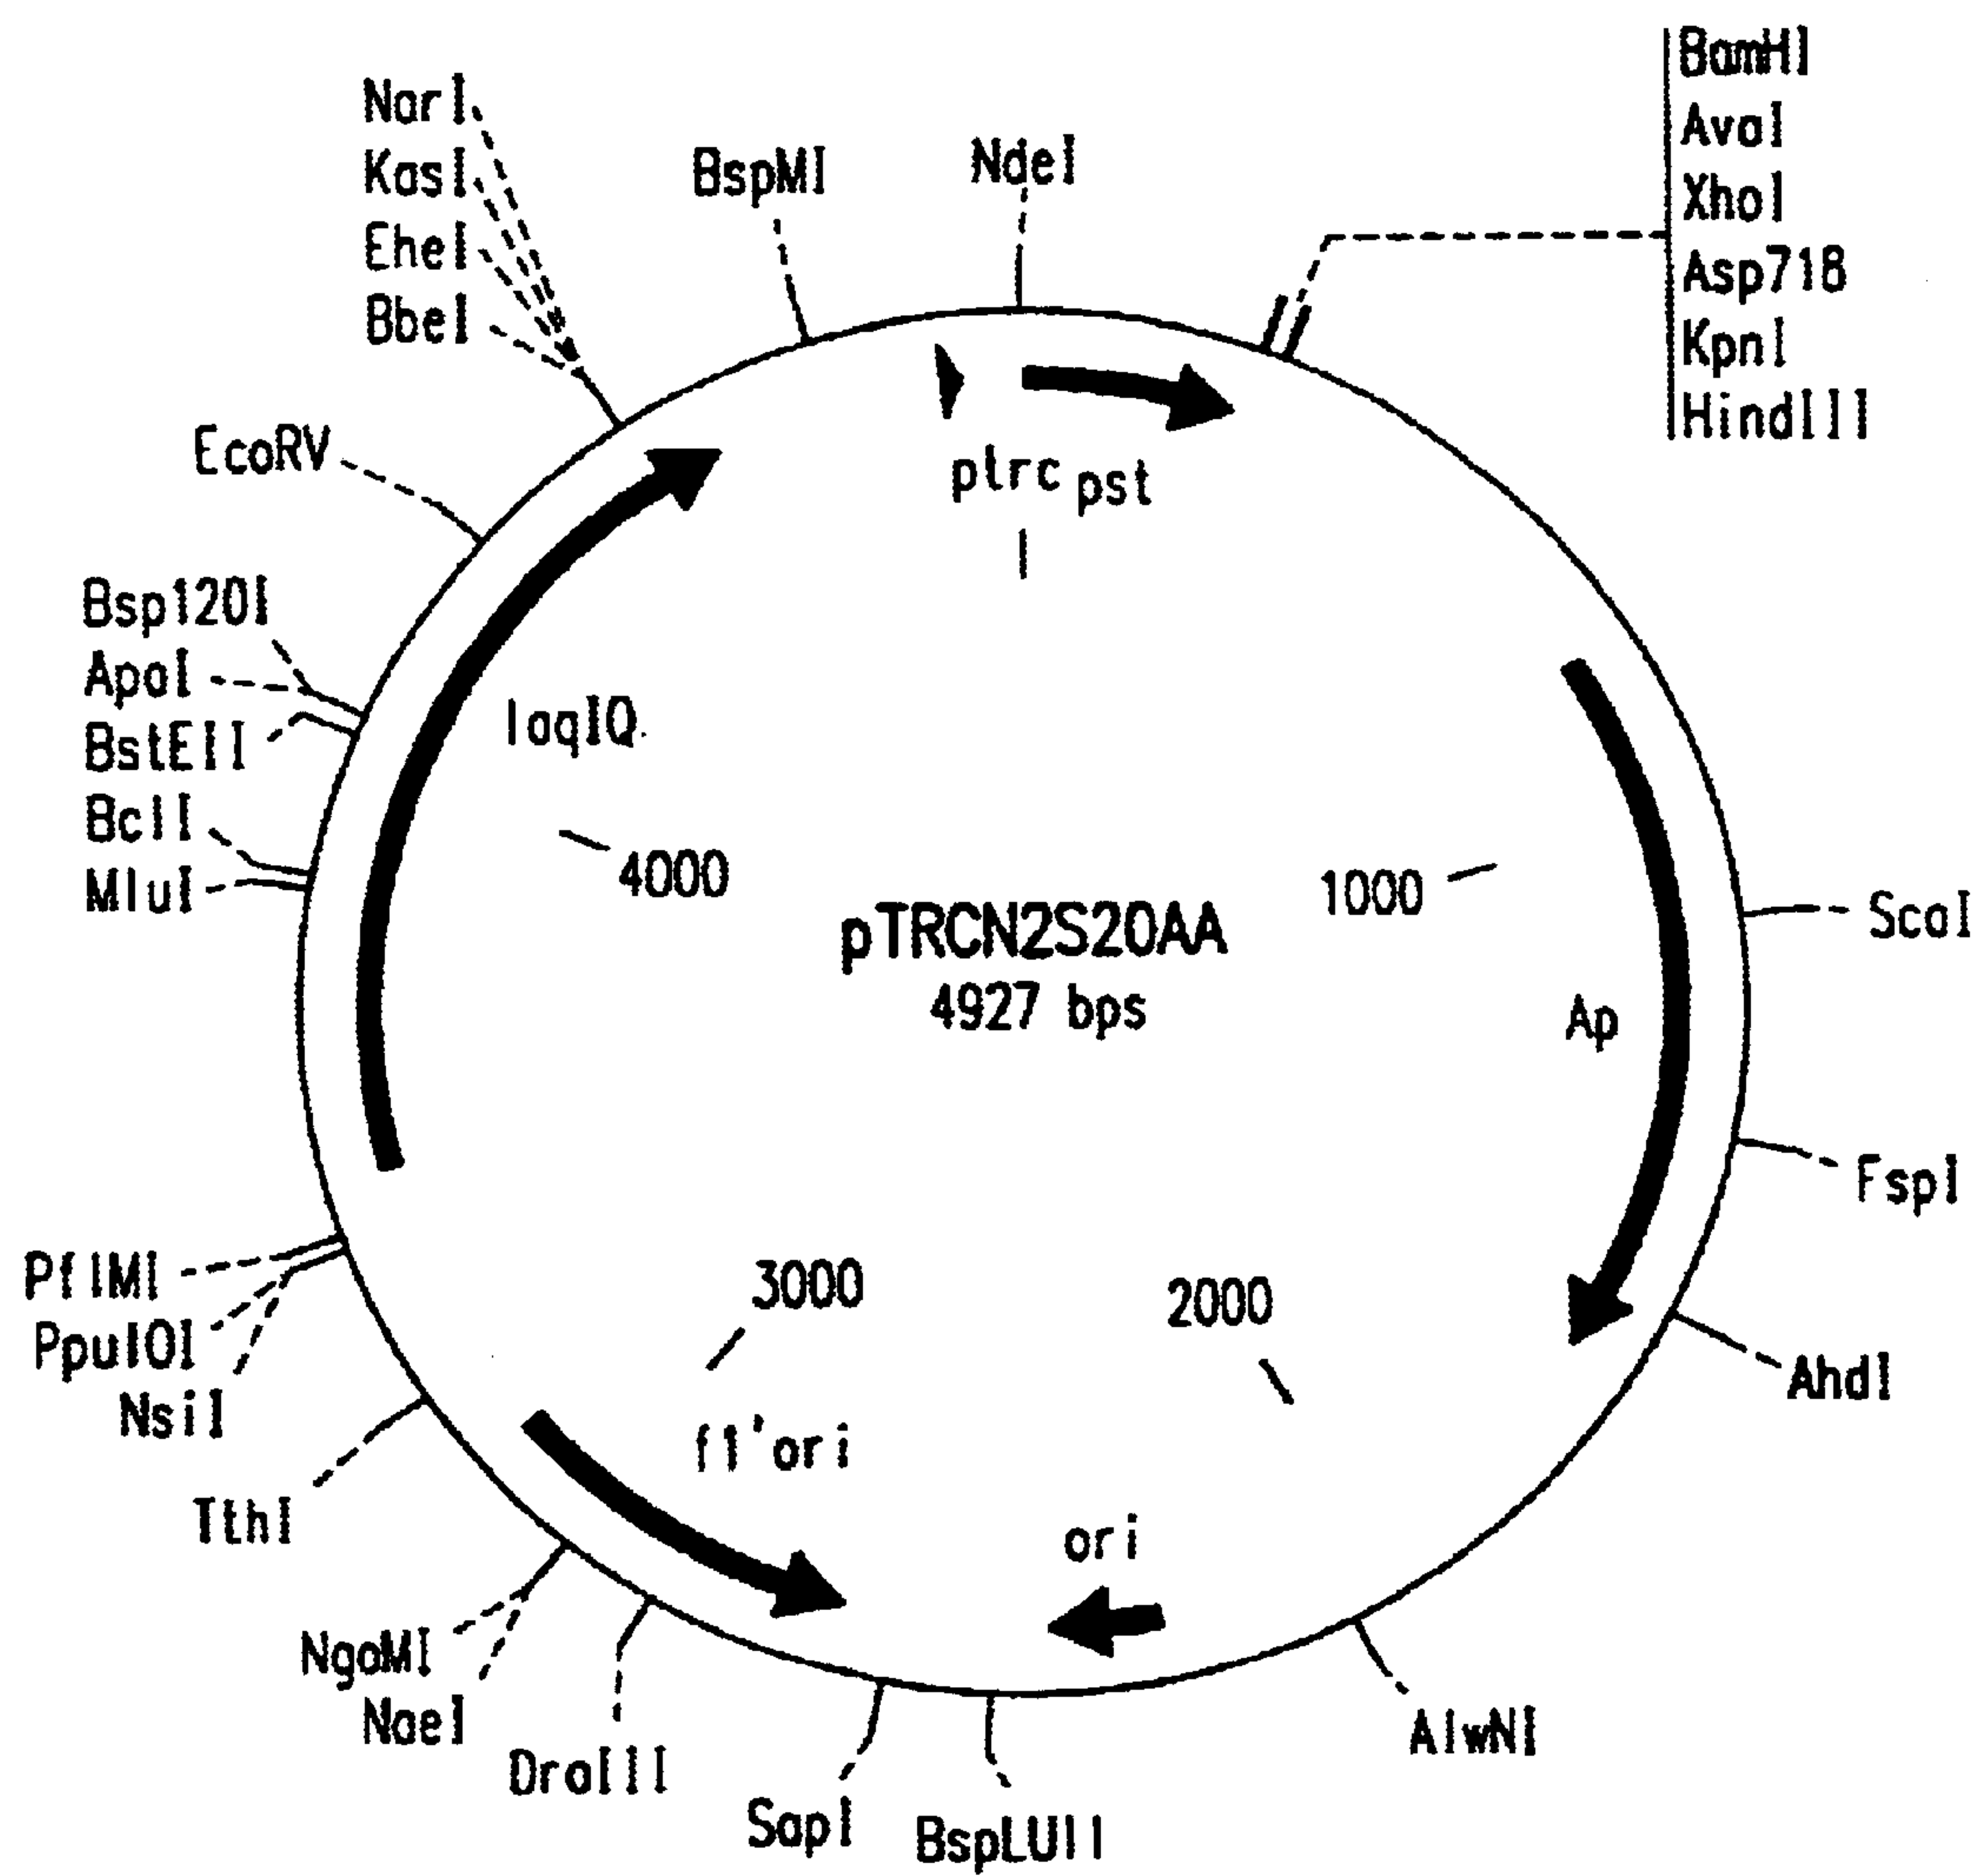 BamHI
AvaI
XhoI
Asp718
KpnI
HindIII
NarI
KasI
EheI
BbeI
BspMI
NdeI
EcoRV
ptrc
pst
Bsp120I
ApaI
BstEII
BclI
MluI
laqIQ
4000
1000
pTRCN2S20AA
4927 bps
ScaI
Ap
FspI
PflMI
Ppu10I
NsiI
3000
2000
AhdI
TthI
f1'ori
ori
NgoMI
NaeI
DraIII
SapI
BspLU11
AlwNI